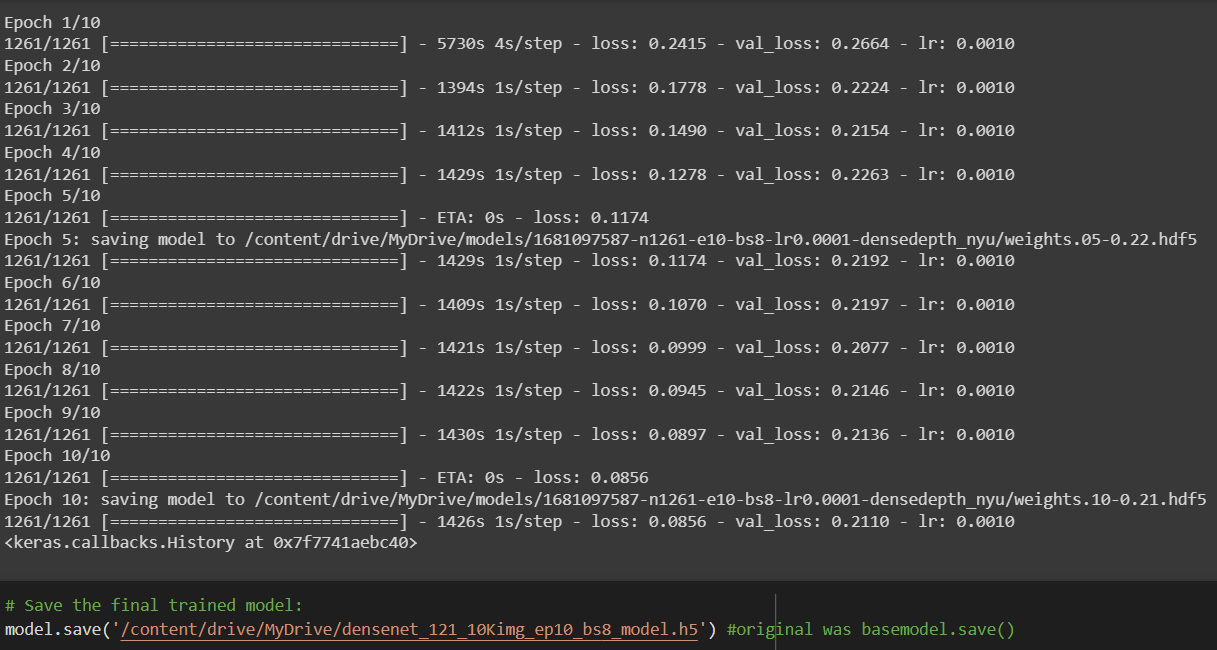 Epoch 1/10
1261/1261 [==============================] - 5730s 4s/step - loss: 0.2415 - val_loss: 0.2664 - lr: 0.0010
Epoch 2/10
1261/1261 [==============================] - 1394s 1s/step - loss: 0.1778 - val_loss: 0.2224 - lr: 0.0010
Epoch 3/10
1261/1261 [==============================] - 1412s 1s/step - loss: 0.1490 - val_loss: 0.2154 - lr: 0.0010
Epoch 4/10
1261/1261 [==============================] - 1429s 1s/step - loss: 0.1278 - val_loss: 0.2263 - lr: 0.0010
Epoch 5/10
1261/1261 [==============================] - ETA: 0s - loss: 0.1174
Epoch 5: saving model to /content/drive/MyDrive/models/1681097587-n1261-e10-bs8-lr0.0001-densedepth_nyu/weights.05-0.22.hdf5
1261/1261 [==============================] - 1429s 1s/step - loss: 0.1174 - val_loss: 0.2192 - lr: 0.0010
Epoch 6/10
1261/1261 [==============================] - 1409s 1s/step - loss: 0.1070 - val_loss: 0.2197 - lr: 0.0010
Epoch 7/10
1261/1261 [==============================] - 1421s 1s/step - loss: 0.0999 - val_loss: 0.2077 - lr: 0.0010
Epoch 8/10
1261/1261 [==============================] - 1422s 1s/step - loss: 0.0945 - val_loss: 0.2146 - lr: 0.0010
Epoch 9/10
1261/1261 [==============================] - 1430s 1s/step - loss: 0.0897 - val_loss: 0.2136 - lr: 0.0010
Epoch 10/10
1261/1261 [==============================] - ETA: 0s - loss: 0.0856
Epoch 10: saving model to /content/drive/MyDrive/models/1681097587-n1261-e10-bs8-lr0.0001-densedepth_nyu/weights.10-0.21.hdf5
1261/1261 [==============================] - 1426s 1s/step - loss: 0.0856 - val_loss: 0.2110 - lr: 0.0010
<keras.callbacks.History at 0x7f7741aebc40>
# Save the final trained model:
model.save('/content/drive/MyDrive/densenet_121_10Kimg_ep10_bs8_model.h5') #original was basemodel.save()